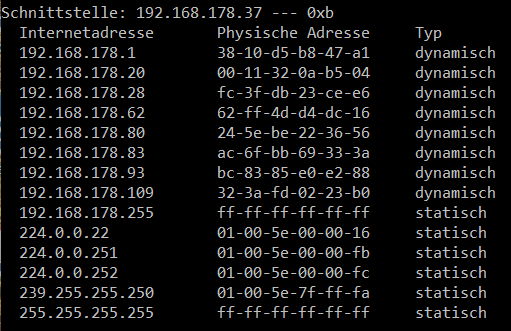 Schnittstelle: 192.168.178.37 --- 0xb
Internetadresse Physische Adresse Typ
192.168.178.1 38-10-d5-b8-47-a1 dynamisch
192.168.178.20 00-11-32-0a-b5-04 dynamisch
192.168.178.28 fc-3f-db-23-ce-e6 dynamisch
192.168.178.62 62-ff-4d-d4-dc-16 dynamisch
192.168.178.80 24-5e-be-22-36-56 dynamisch
192.168.178.83 ac-6f-bb-69-33-3a dynamisch
192.168.178.93 bc-83-85-e0-e2-88 dynamisch
192.168.178.109 32-3a-fd-02-23-b0 dynamisch
192.168.178.255 ff-ff-ff-ff-ff-ff statisch
224.0.0.22 01-00-5e-00-00-16 statisch
224.0.0.251 01-00-5e-00-00-fb statisch
224.0.0.252 01-00-5e-00-00-fc statisch
239.255.255.250 01-00-5e-7f-ff-fa statisch
255.255.255.255 ff-ff-ff-ff-ff-ff statisch